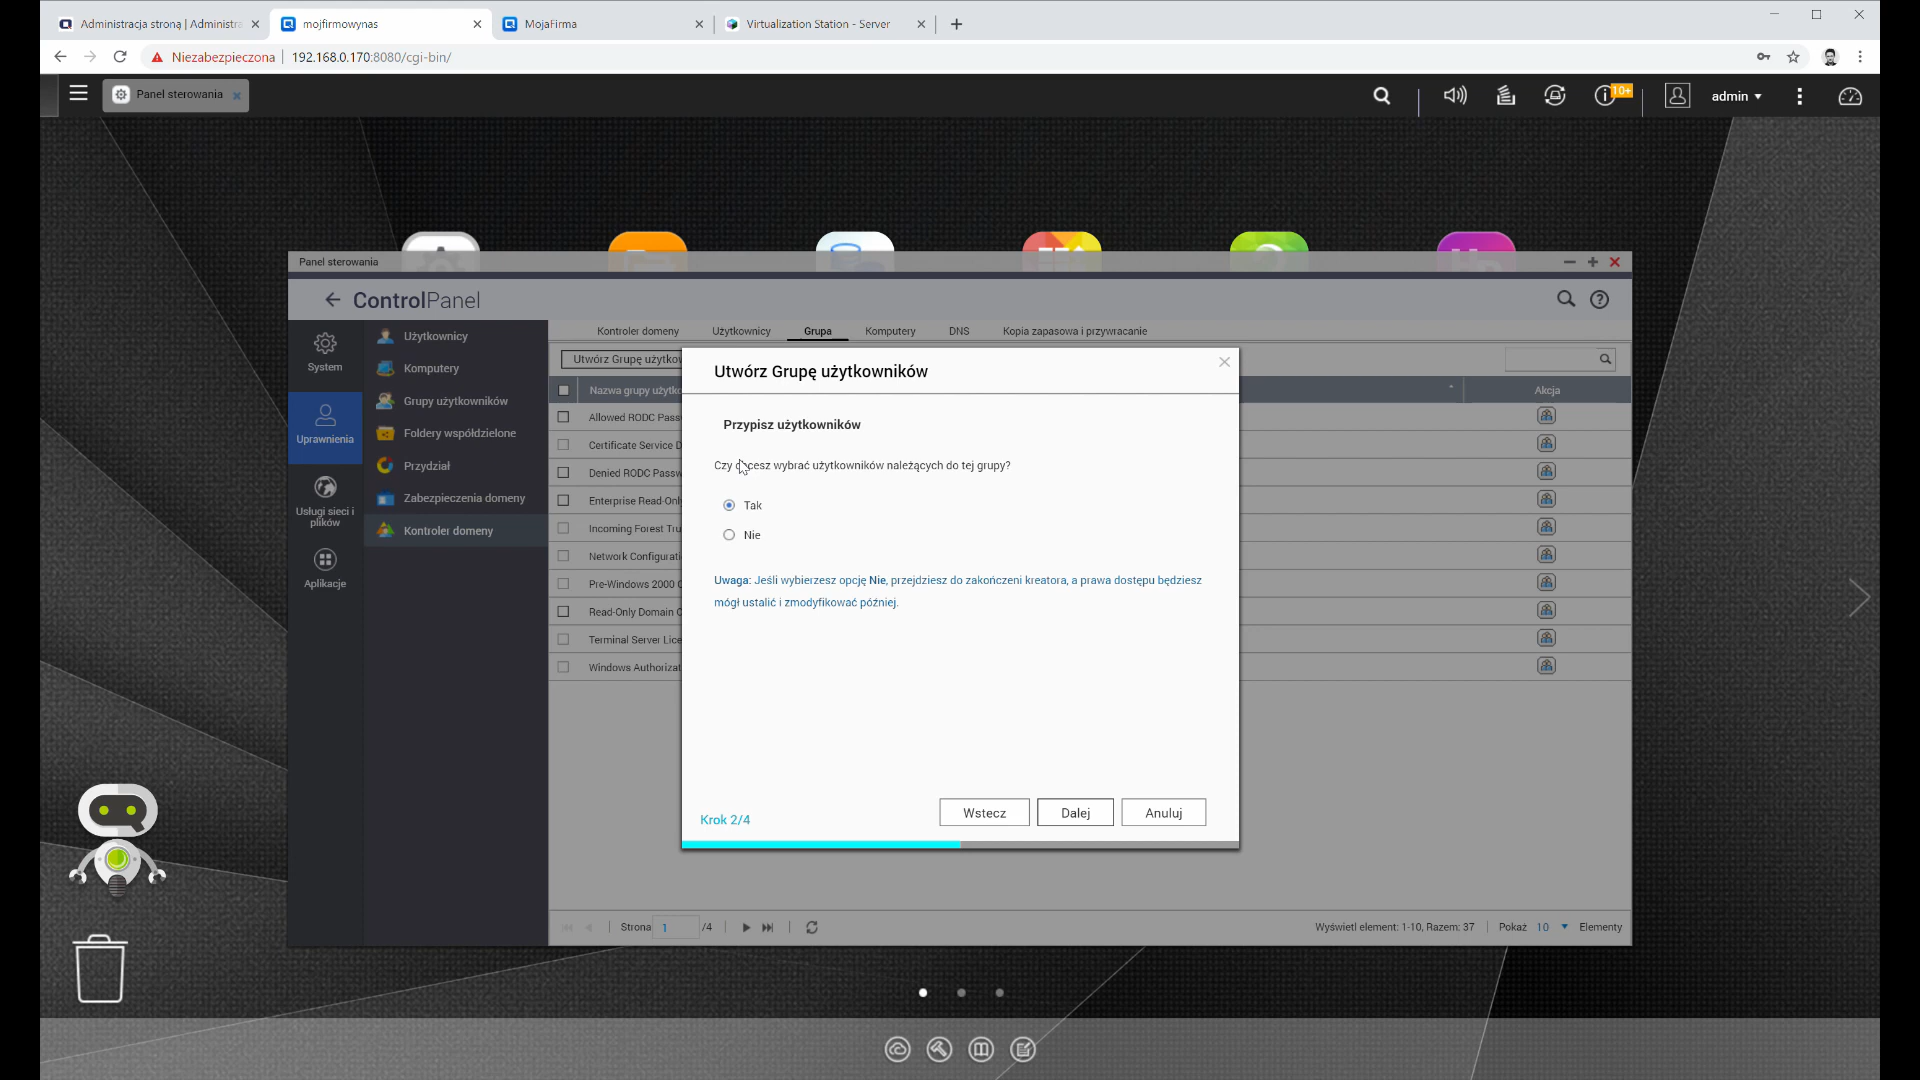 Administracja stroną | Administra
mojfirmowynas
MojaFirma
Virtualization Station - Server
Niezabezpieczona
192.168.0.170:8080/cgi-bin/
Panel sterowania
10+
admin
Panel sterowania
ControlPanel
System
Uprawnienia
Usługi sieci i
plików
Aplikacje
Użytkownicy
Komputery
Grupy użytkowników
Foldery współdzielone
Przydział
Zabezpieczenia domeny
Kontroler domeny
Kontroler domeny
Użytkownicy
Grupa
Komputery
DNS
Kopia zapasowa i przywracanie
Utwórz Grupę użytkow
Nazwa grupy użytko
Akcja
Allowed RODC Pass
Certificate Service D
Denied RODC Passw
Enterprise Read-Onl
Incoming Forest Tru
Network Configurati
Pre-Windows 2000 C
Read-Only Domain C
Terminal Server Lice
Windows Authorizat
Utwórz Grupę użytkowników
Przypisz użytkowników
Czy chcesz wybrać użytkowników należących do tej grupy?
Tak
Nie
Uwaga: Jeśli wybierzesz opcję Nie, przejdziesz do zakończeni kreatora, a prawa dostępu będziesz
mógł ustalić i zmodyfikować później.
Krok 2/4
Wstecz
Dalej
Anuluj
Strona 1 /4
Wyświetl element: 1-10, Razem: 37
Pokaż 10 Elementy